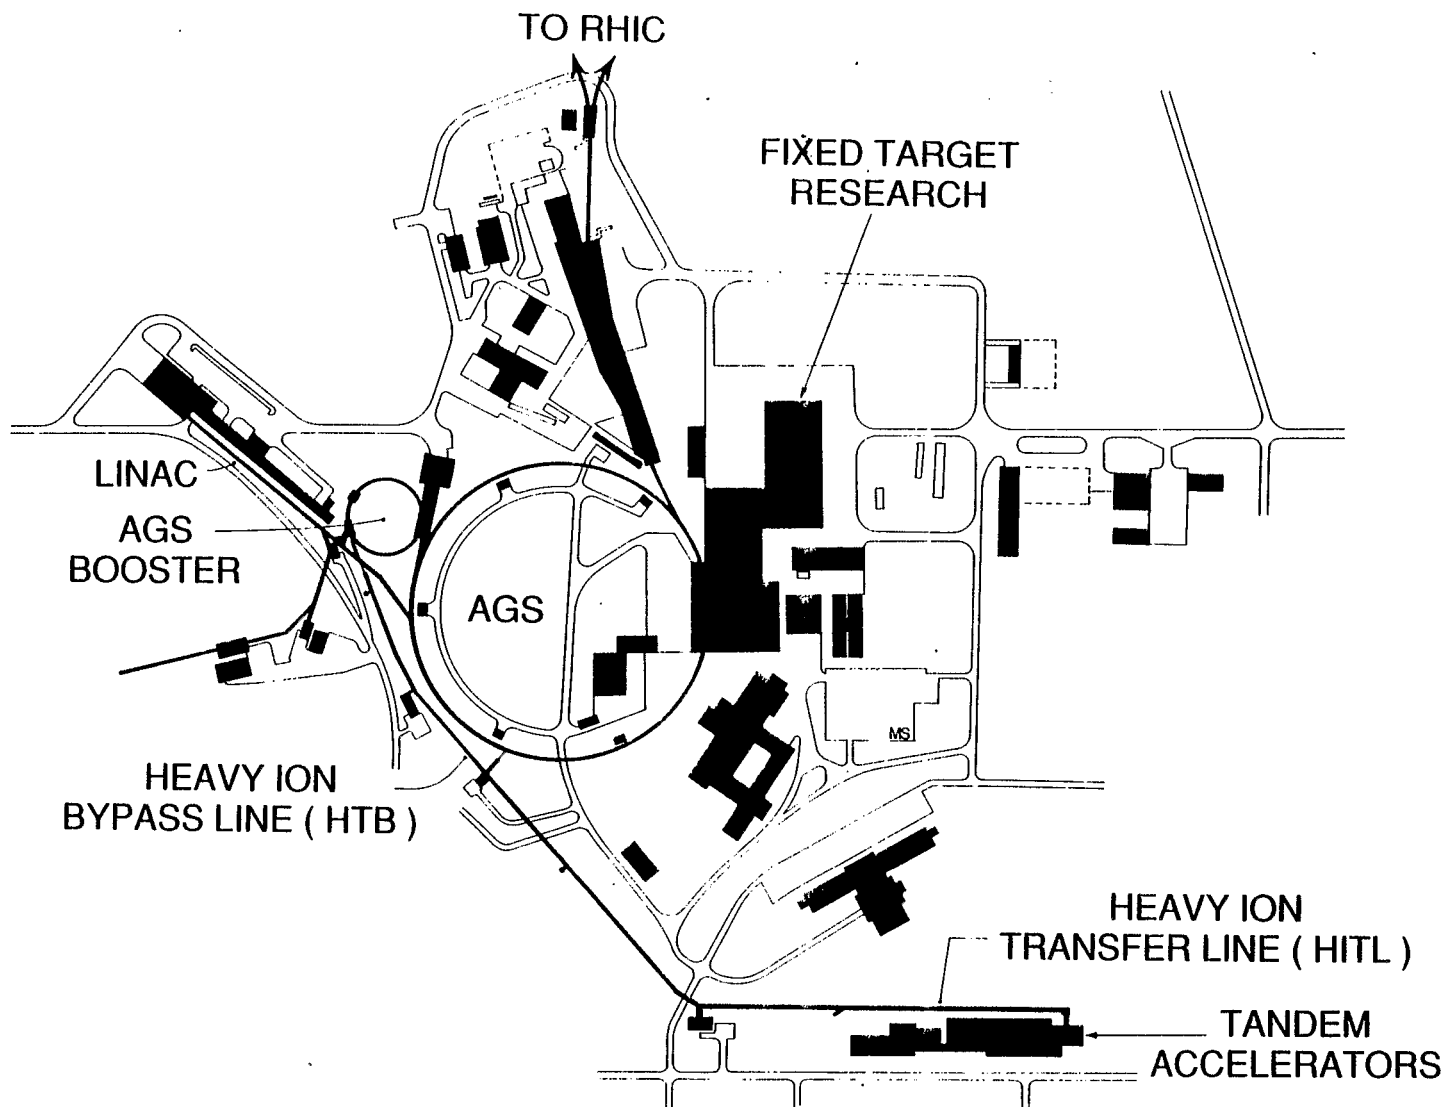 TO RHIC
FIXED TARGET
RESEARCH
LINAC
AGS
BOOSTER
AGS
MS
HEAVY ION
BYPASS LINE ( HTB )
HEAVY ION
TRANSFER LINE ( HITL )
TANDEM
ACCELERATORS